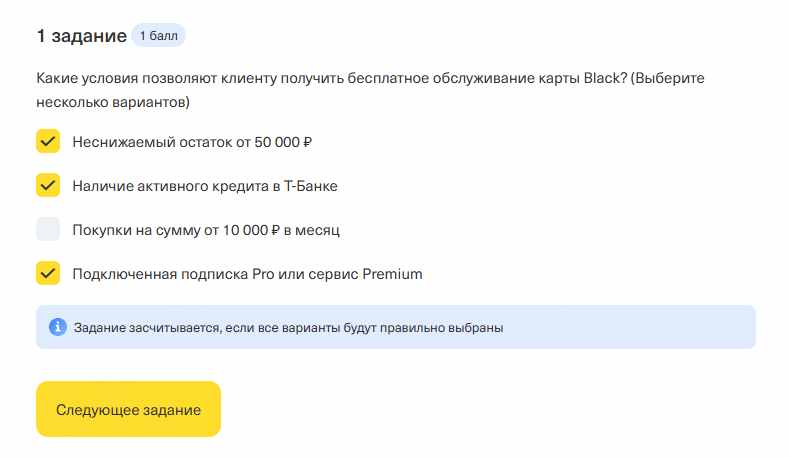 1 задание 1 балл
Какие условия позволяют клиенту получить бесплатное обслуживание карты Black? (Выберите
несколько вариантов)
Неснижаемый остаток от 50 000 ₽
Наличие активного кредита в Т-Банке
Покупки на сумму от 10 000 ₽ в месяц
Подключенная подписка Pro или сервис Premium
Задание засчитывается, если все варианты будут правильно выбраны
Следующее задание